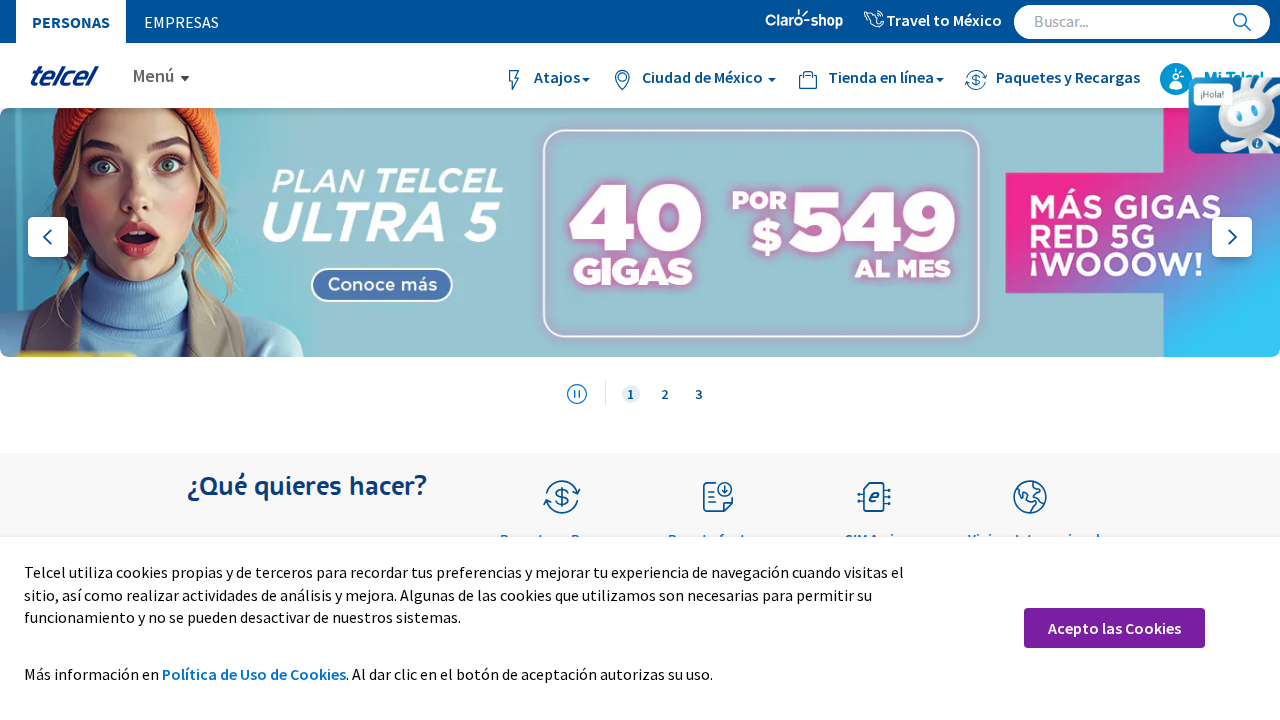 PERSONAS
EMPRESAS
Claro-shop
Travel to México
Buscar...
telcel
Menú
Atajos
Ciudad de México
Tienda en línea
Paquetes y Recargas
Mi Telcel
¡Hola!
PLAN TELCEL
ULTRA 5
Conoce más
40
GIGAS
POR
$549
AL MES
MÁS GIGAS
RED 5G
¡WOOOW!
1
2
3
¿Qué quieres hacer?
Telcel utiliza cookies propias y de terceros para recordar tus preferencias y mejorar tu experiencia de navegación cuando visitas el
sitio, así como realizar actividades de análisis y mejora. Algunas de las cookies que utilizamos son necesarias para permitir su
funcionamiento y no se pueden desactivar de nuestros sistemas.
Acepto las Cookies
Más información en Política de Uso de Cookies. Al dar clic en el botón de aceptación autorizas su uso.